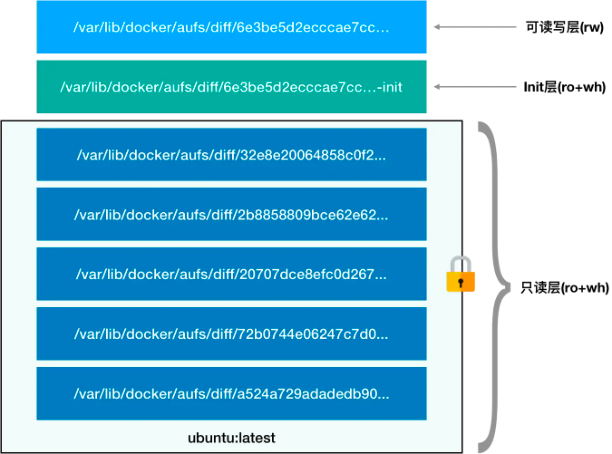 /var/lib/docker/aufs/diff/6e3be5d2ecccae7cc...
可读写层(rw)
/var/lib/docker/aufs/diff/6e3be5d2ecccae7cc...-init
Init层(ro+wh)
/var/lib/docker/aufs/diff/32e8e20064858c0f2...
/var/lib/docker/aufs/diff/2b8858809bce62e62...
/var/lib/docker/aufs/diff/20707dce8efc0d267...
/var/lib/docker/aufs/diff/72b0744e06247c7d0...
/var/lib/docker/aufs/diff/a524a729adadedb90...
只读层(ro+wh)
ubuntu:latest